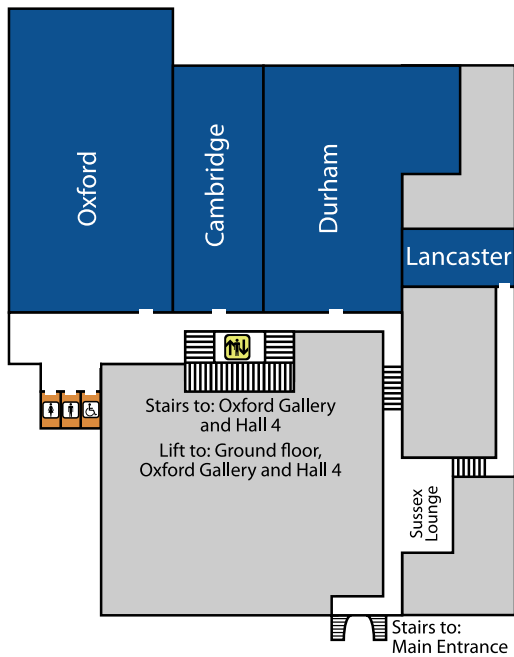 Oxford
Cambridge
Durham
Lancaster
Stairs to: Oxford Gallery
and Hall 4
Lift to: Ground floor,
Oxford Gallery and Hall 4
Sussex
Lounge
Stairs to:
Main Entrance